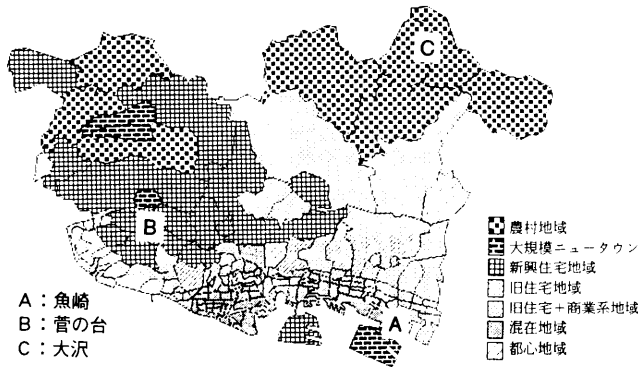 C
B
A
A：魚崎
B：菅の台
C：大沢
農村地域
大規模ニュータウン
新興住宅地域
旧住宅地域
旧住宅＋商業系地域
混在地域
都心地域